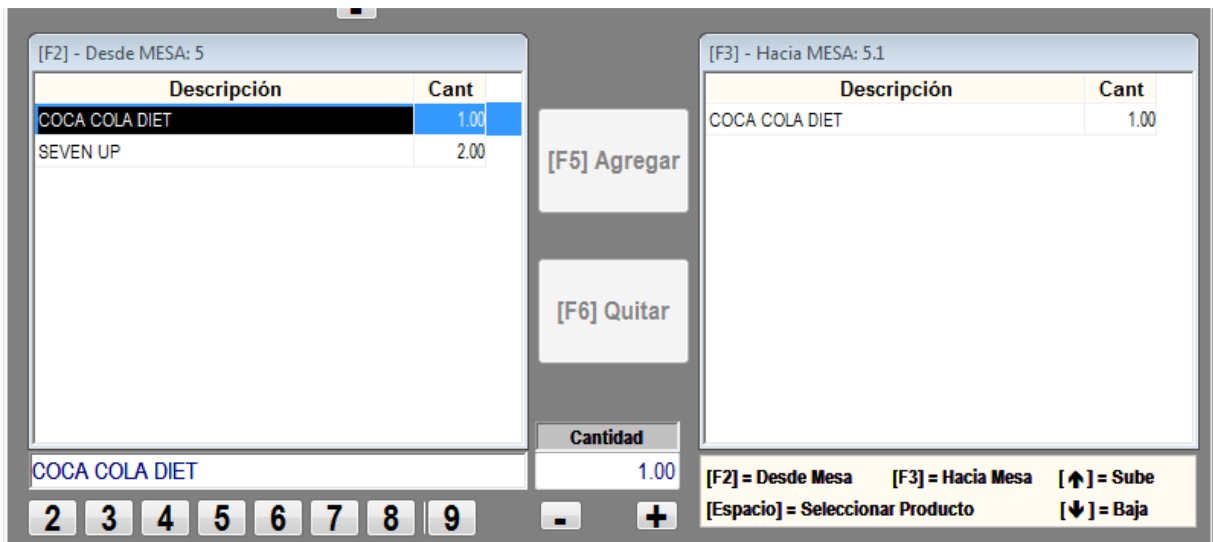 [F2] - Desde MESA: 5
Descripción Cant
COCA COLA DIET 1.00
SEVEN UP 2.00
[F5] Agregar
[F6] Quitar
[F3] - Hacia MESA: 5.1
Descripción Cant
COCA COLA DIET 1.00
Cantidad
COCA COLA DIET 1.00
2 3 4 5 6 7 8 9 - +
[F2] = Desde Mesa [F3] = Hacia Mesa [↑] = Sube
[Espacio] = Seleccionar Producto [↓] = Baja